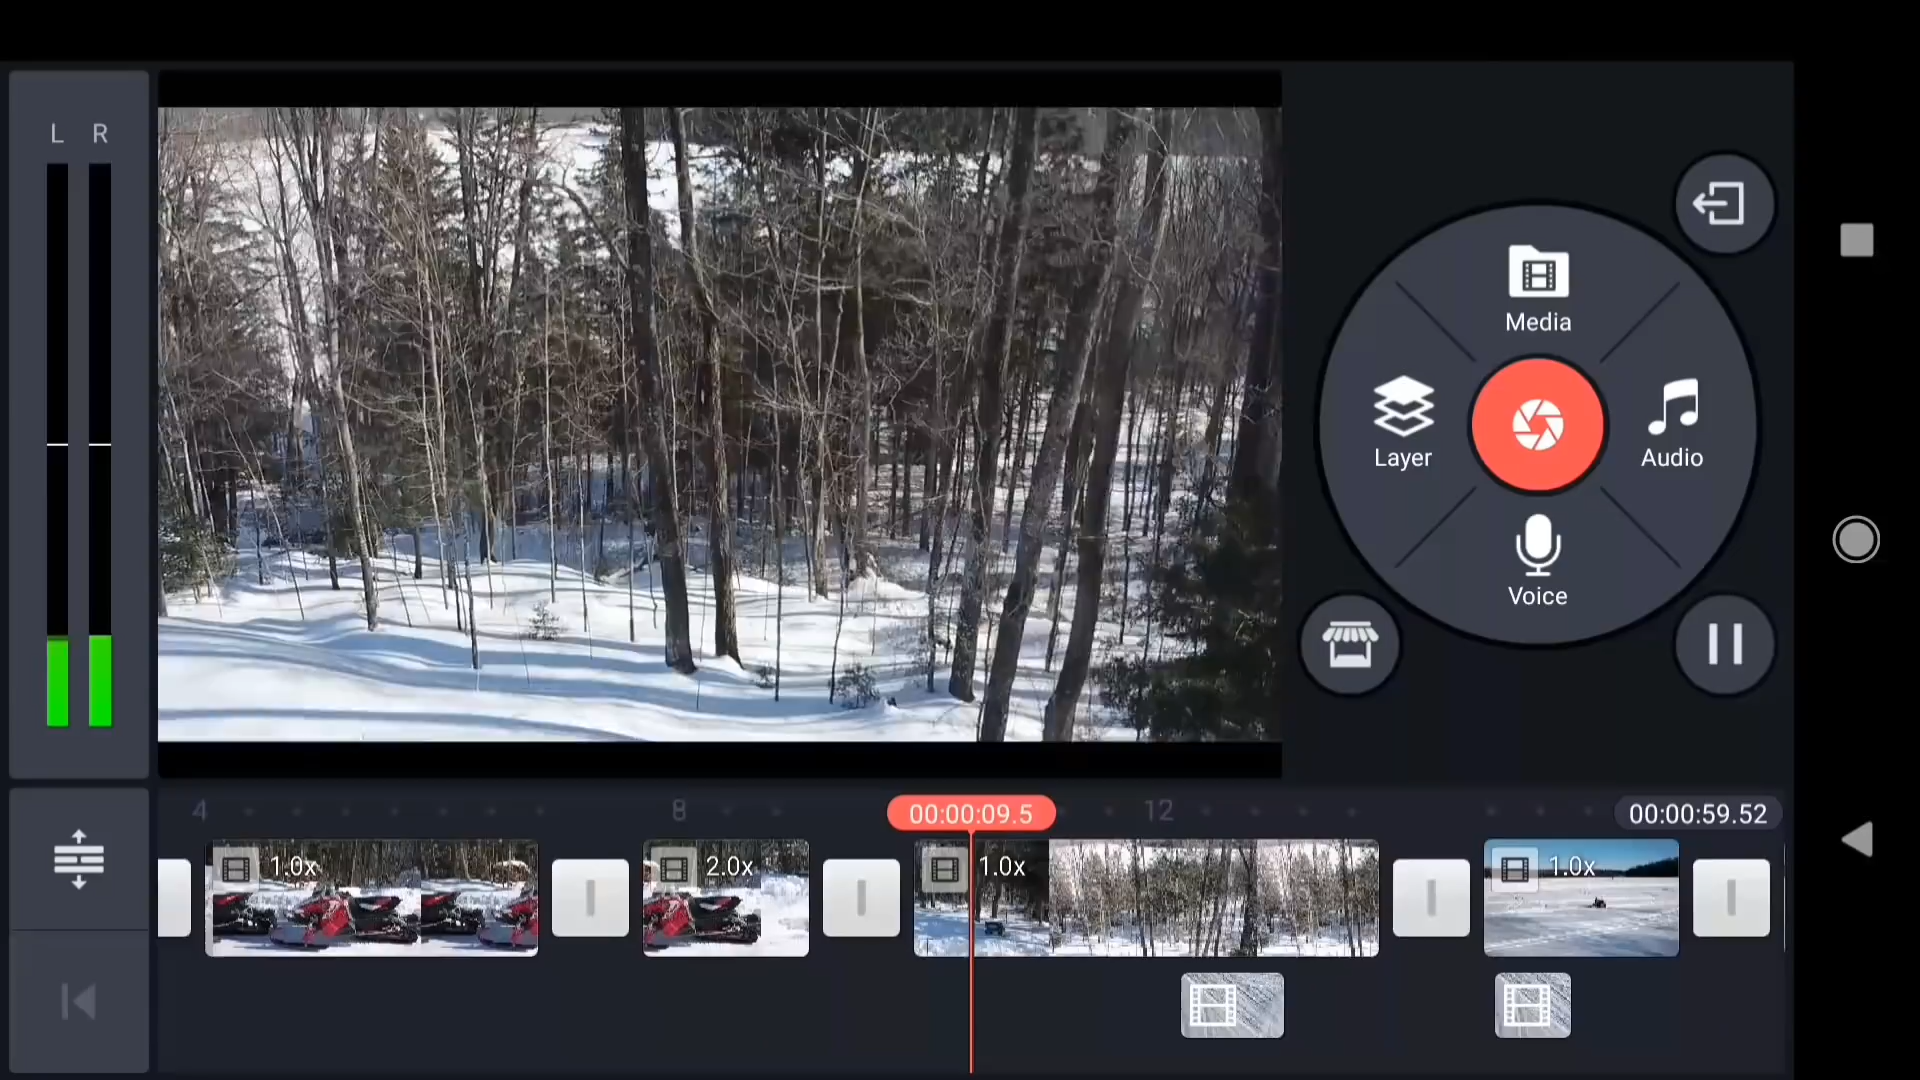 L R
Media
Layer
Audio
Voice
4
8
00:00:09.5
12
00:00:59.52
1.0x
2.0x
1.0x
1.0x